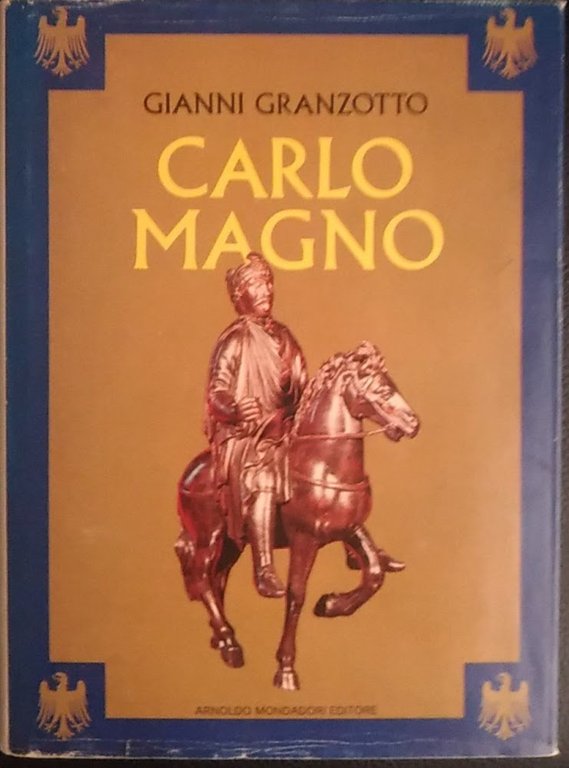 GIANNI GRANZOTTO
CARLO
MAGNO
ARNOLDO MONDADORI EDITORE